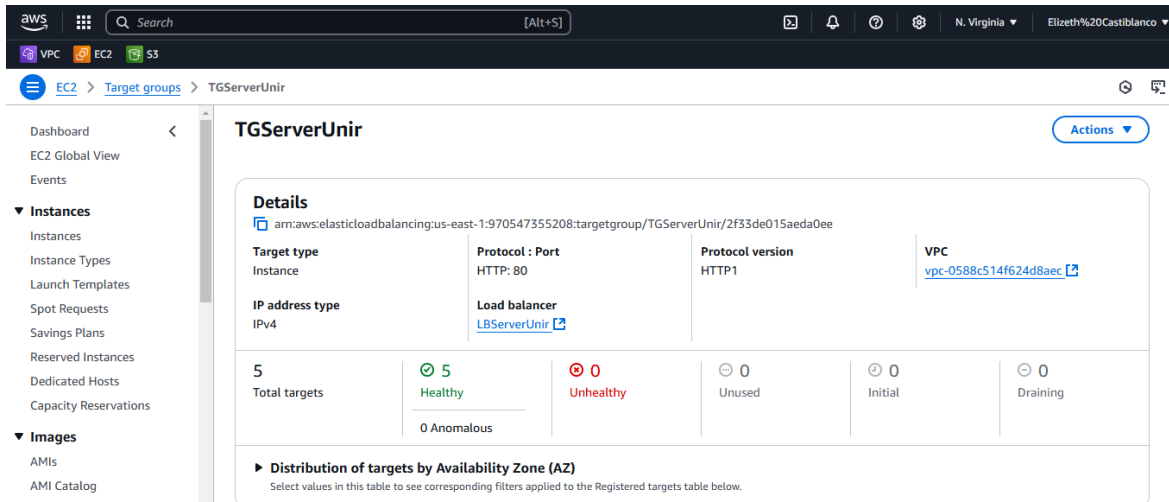 aws
Search [Alt+S]
N. Virginia ▼
Elizeth%20Castiblanco ▼
VPC EC2 S3
EC2 > Target groups > TGServerUnir
Dashboard
EC2 Global View
Events
▼ Instances
Instances
Instance Types
Launch Templates
Spot Requests
Savings Plans
Reserved Instances
Dedicated Hosts
Capacity Reservations
▼ Images
AMIs
AMI Catalog
TGServerUnir
Actions ▼
Details
arn:aws:elasticloadbalancing:us-east-1:970547355208:targetgroup/TGServerUnir/2f33de015aeda0ee
Target type
Instance
Protocol : Port
HTTP: 80
Protocol version
HTTP1
VPC
vpc-0588c514f624d8aec
IP address type
IPv4
Load balancer
LBServerUnir
5
Total targets
5
Healthy
0 Anomalous
0
Unhealthy
0
Unused
0
Initial
0
Draining
▶ Distribution of targets by Availability Zone (AZ)
Select values in this table to see corresponding filters applied to the Registered targets table below.